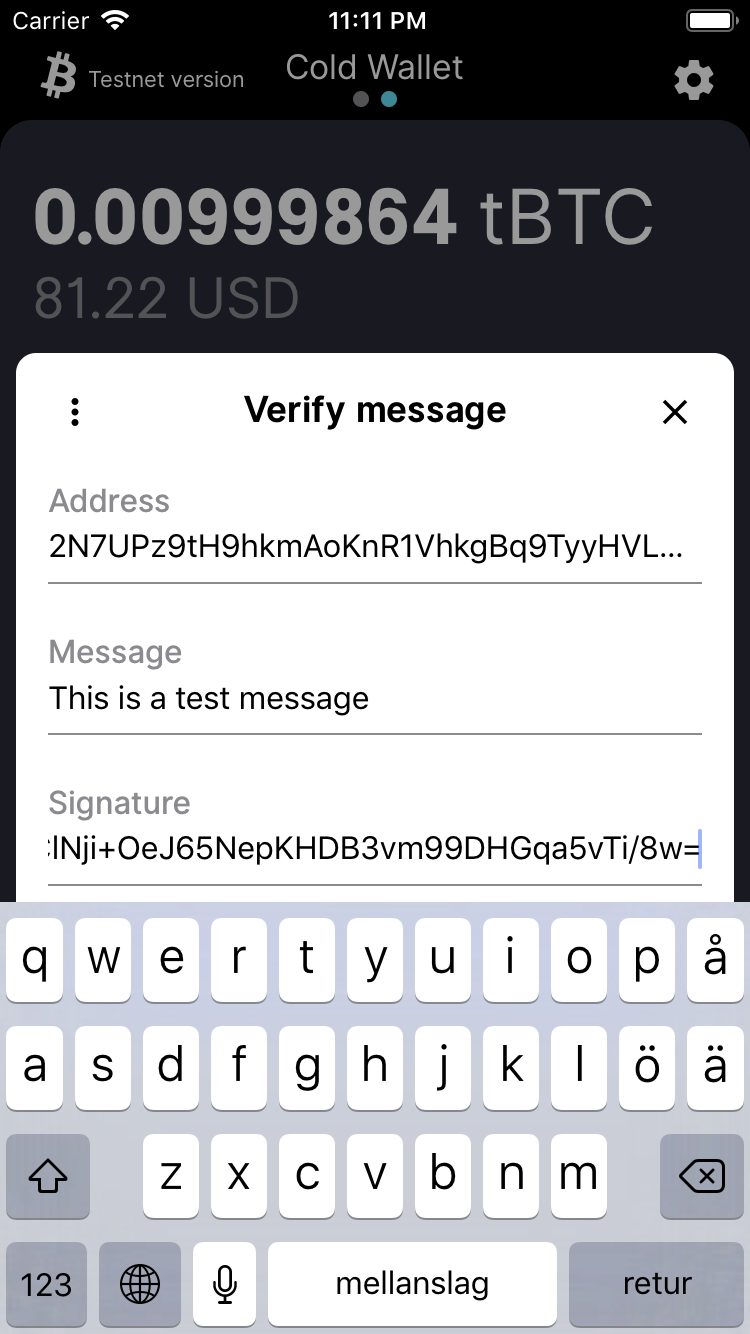 Carrier 11:11 PM
Testnet version Cold Wallet
0.00999864 tBTC
81.22 USD
Verify message
Address
2N7UPz9tH9hkmAoKnR1VhkgBq9TyyHVL...
Message
This is a test message
Signature
lNji+OeJ65NepKHDB3vm99DHGqa5vTi/8w=
q w e r t y u i o p å
a s d f g h j k l ö ä
z x c v b n m
123 mellanslag retur